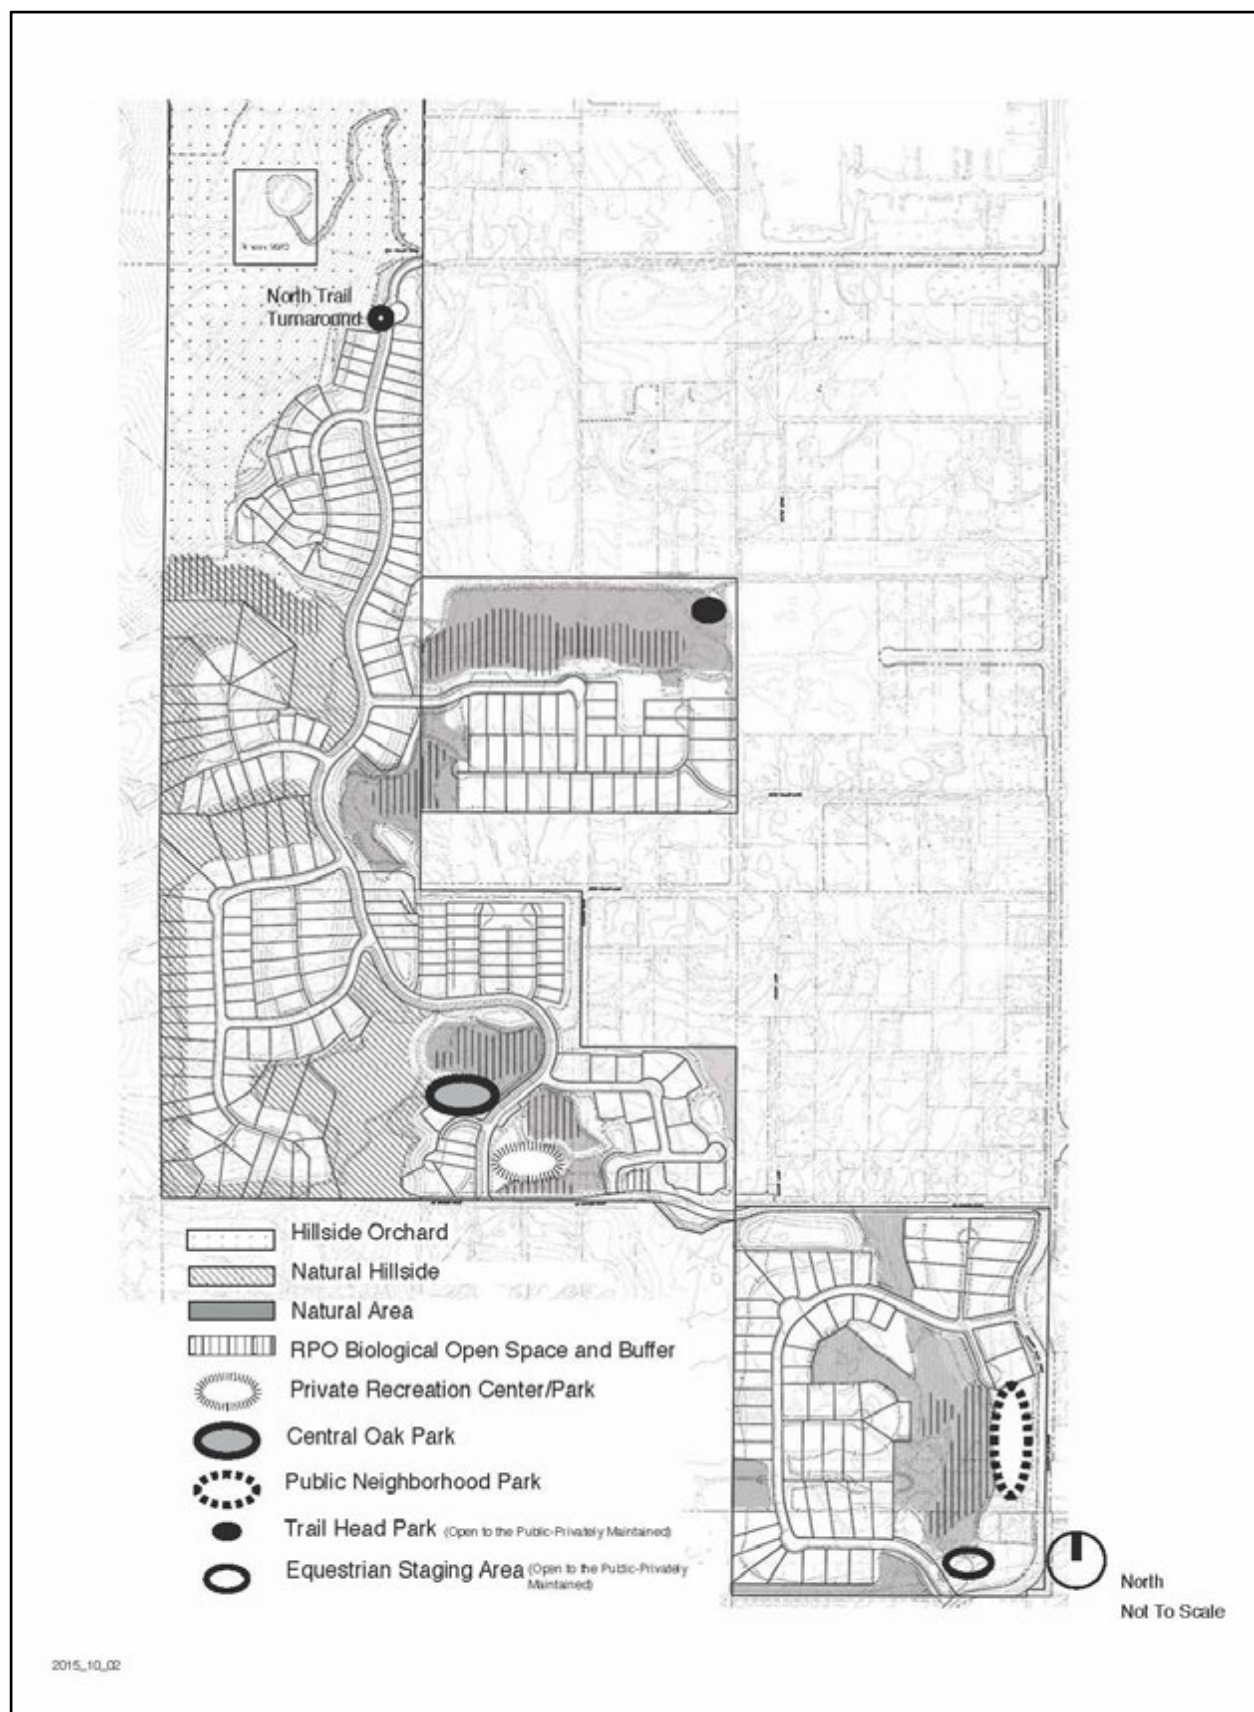 North Trail
Turnaround
Hillside Orchard
Natural Hillside
Natural Area
RPO Biological Open Space and Buffer
Private Recreation Center/Park
Central Oak Park
Public Neighborhood Park
Trail Head Park (Open to the Public-Privately Maintained)
Equestrian Staging Area (Open to the Public-Privately
Maintained)
North
Not To Scale
2015_10_02